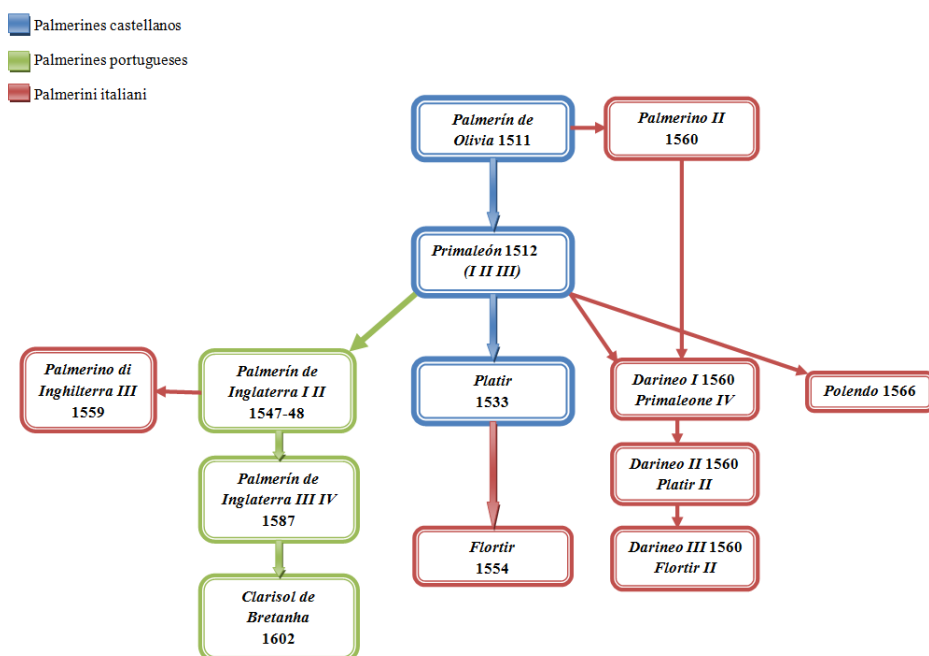 Palmerines castellanos
Palmerines portugueses
Palmerini italiani
Palmerín de
Olivia 1511
Palmerino II
1560
Primaleón 1512
(I II III)
Palmerino di
Inghilterra III
1559
Palmerín de
Inglaterra I II
1547-48
Platir
1533
Darineo I 1560
Primaleone IV
Polendo 1566
Palmerín de
Inglaterra III IV
1587
Darineo II 1560
Platir II
Flortir
1554
Darineo III 1560
Flortir II
Clarisol de
Bretanha
1602